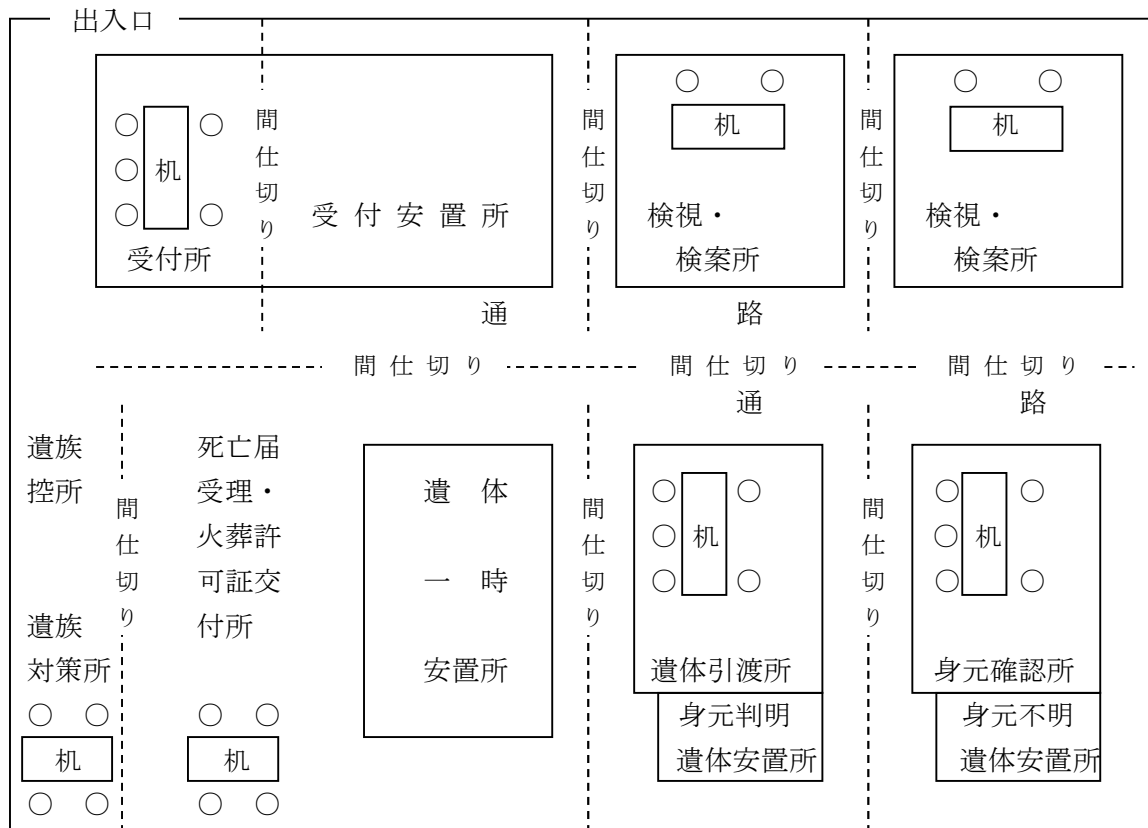 出入口
間仕切り
机
受付所
受付安置所
間仕切り
机
検視・
検案所
間仕切り
机
検視・
検案所
通路
間仕切り
間仕切り
間仕切り
通路
遺族
控所
遺族
対策所
机
間仕切り
死亡届
受理・
火葬許
可証交
付所
机
遺体
一時
安置所
間仕切り
机
遺体引渡所
身元判明
遺体安置所
間仕切り
机
身元確認所
身元不明
遺体安置所